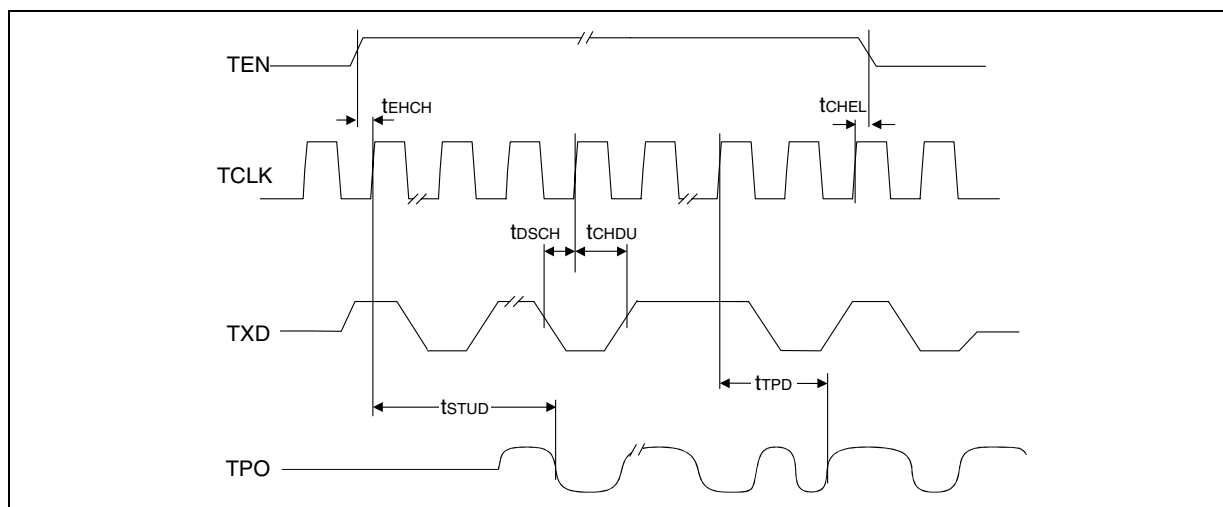 TEN
tEHCH
tCHEL
TCLK
tDSCH
tCHDU
TXD
tTPD
tSTUD
TPO